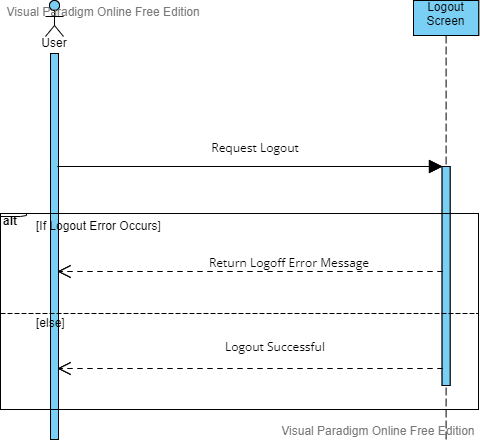 Visual Paradigm Online Free Edition
Logout
Screen
User
Request Logout
alt
[If Logout Error Occurs]
Return Logoff Error Message
[else]
Logout Successful
Visual Paradigm Online Free Edition